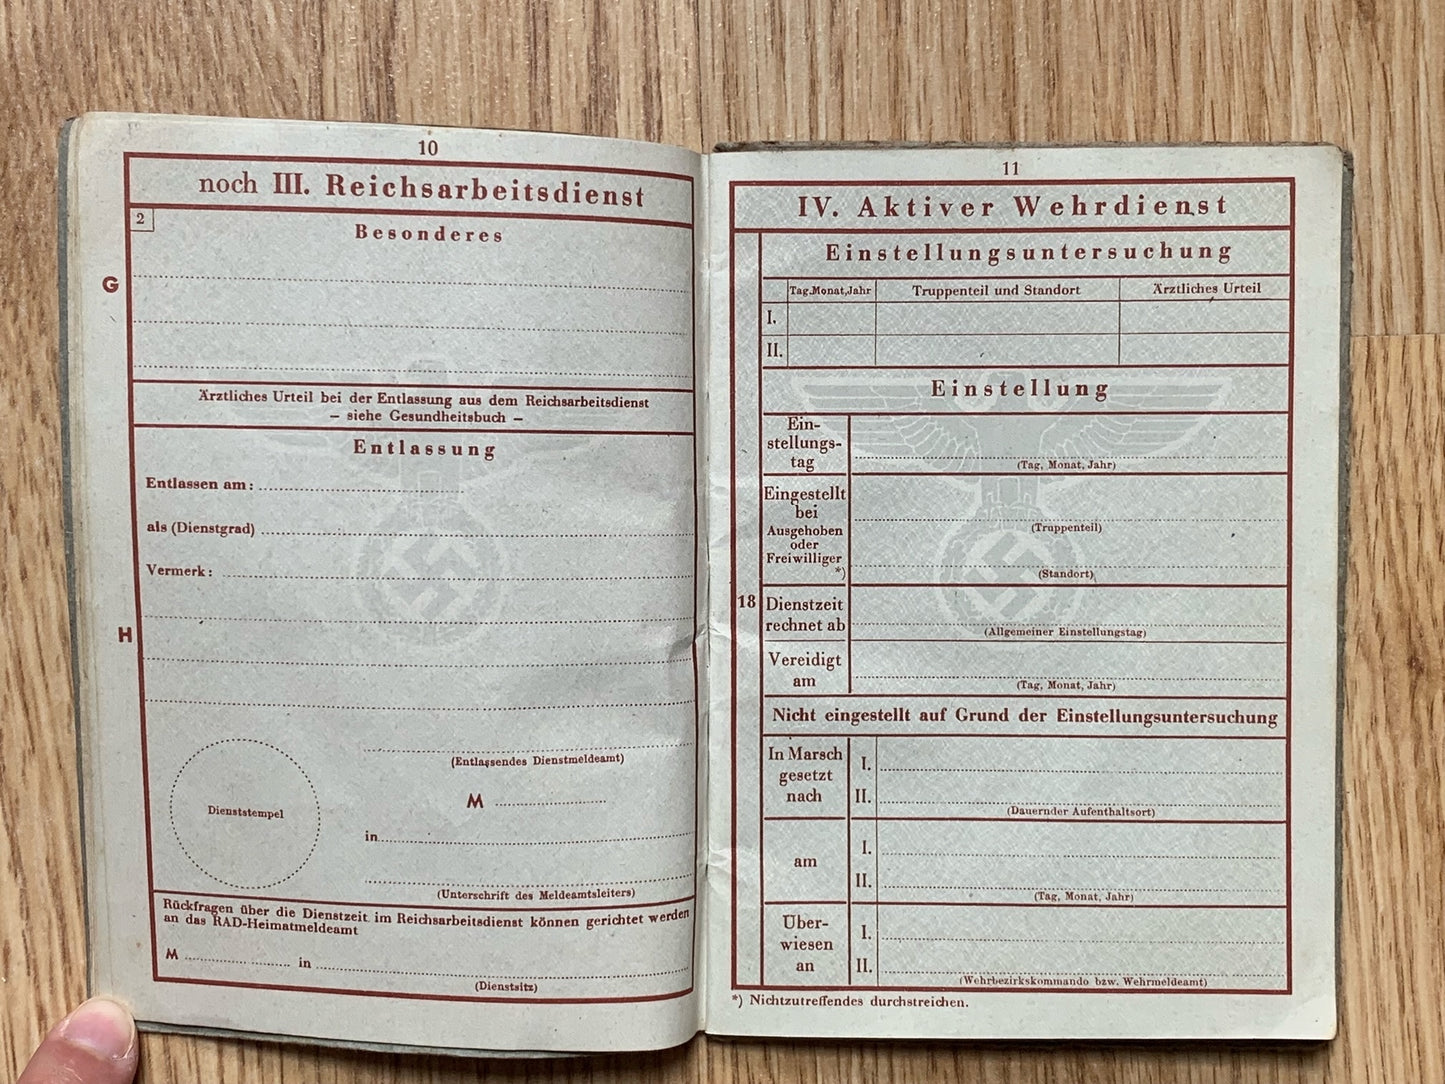 10
noch III. Reichsarbeitsdienst
2
Besonderes
G
Ärztliches Urteil bei der Entlassung aus dem Reichsarbeitsdienst
– siehe Gesundheitsbuch –
Entlassung
Entlassen am:
als (Dienstgrad)
Vermerk:
H
(Entlassendes Dienstmeldeamt)
M
Dienststempel
in
(Unterschrift des Meldeamtsleiters)
Rückfragen über die Dienstzeit im Reichsarbeitsdienst können gerichtet werden
an das RAD-Heimatmeldeamt
M in
(Dienstsitz)
11
IV. Aktiver Wehrdienst
Einstellungsuntersuchung
Tag, Monat, Jahr Truppenteil und Standort Ärztliches Urteil
I.
II.
Einstellung
Ein-
stellungs-
tag
(Tag, Monat, Jahr)
Eingestellt
bei
Ausgehoben
oder
Freiwilliger
*)
(Truppenteil)
(Standort)
18
Dienstzeit
rechnet ab
(Allgemeiner Einstellungstag)
Vereidigt
am
(Tag, Monat, Jahr)
Nicht eingestellt auf Grund der Einstellungsuntersuchung
In Marsch
gesetzt
nach
I.
II.
(Dauernder Aufenthaltsort)
am
I.
II.
(Tag, Monat, Jahr)
Über-
wiesen
an
I.
II.
(Wehrbezirkskommando bzw. Wehrmeldeamt)
*) Nichtzutreffendes durchstreichen.